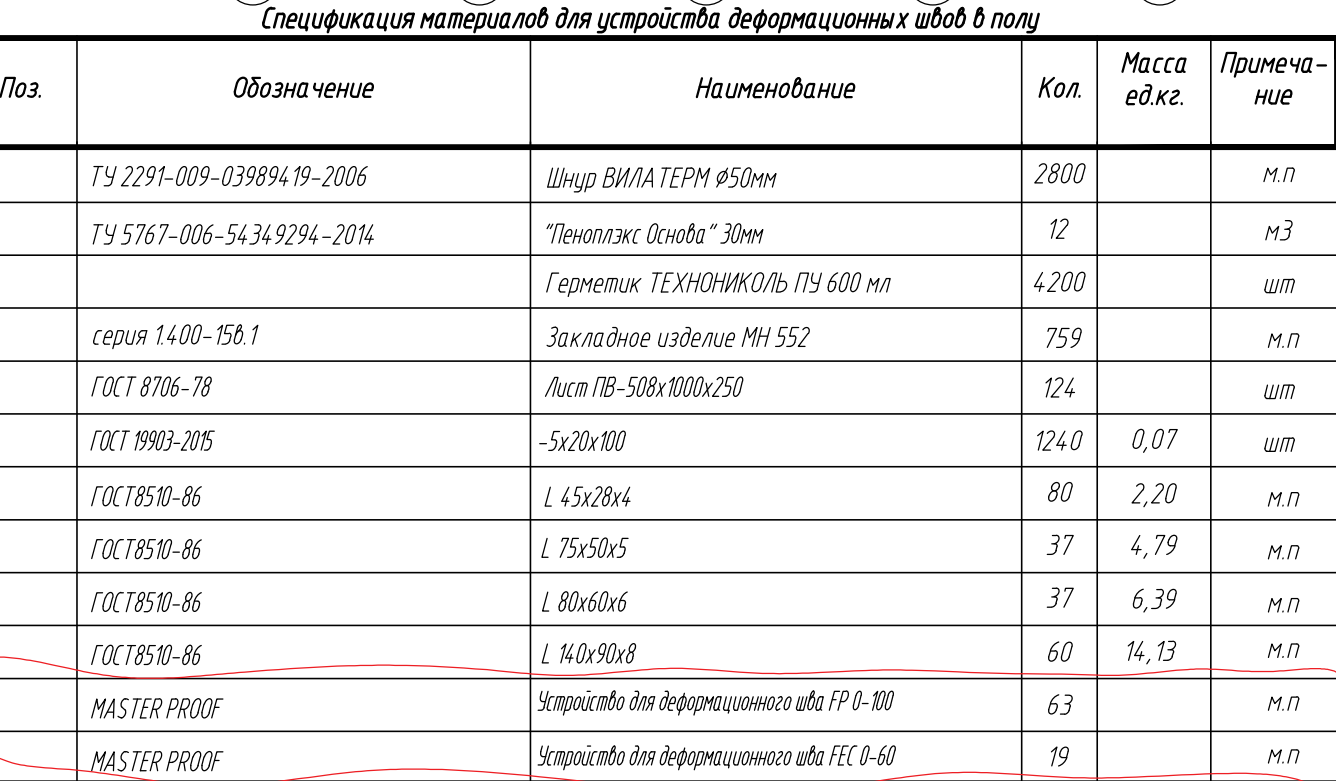 Спецификация материалов для устройства деформационных швов в полу
Поз. Обозначение Наименование Кол. Масса ед.кг. Примеча- ние
ТУ 2291-009-03989419-2006 Шнур ВИЛАТЕРМ ϕ50мм 2800 м.п
ТУ 5767-006-54349294-2014 "Пеноплэкс Основа" 30мм 12 м3
Герметик ТЕХНОНИКОЛЬ ПУ 600 мл 4200 шт
серия 1.400-15в.1 Закладное изделие МН 552 759 м.п
ГОСТ 8706-78 Лист ПВ-508х1000х250 124 шт
ГОСТ 19903-2015 -5х20х100 1240 0,07 шт
ГОСТ8510-86 L 45х28х4 80 2,20 м.п
ГОСТ8510-86 L 75х50х5 37 4,79 м.п
ГОСТ8510-86 L 80х60х6 37 6,39 м.п
ГОСТ8510-86 L 140х90х8 60 14,13 м.п
MASTER PROOF Устройство для деформационного шва FP 0-100 63 м.п
MASTER PROOF Устройство для деформационного шва FEC 0-60 19 м.п